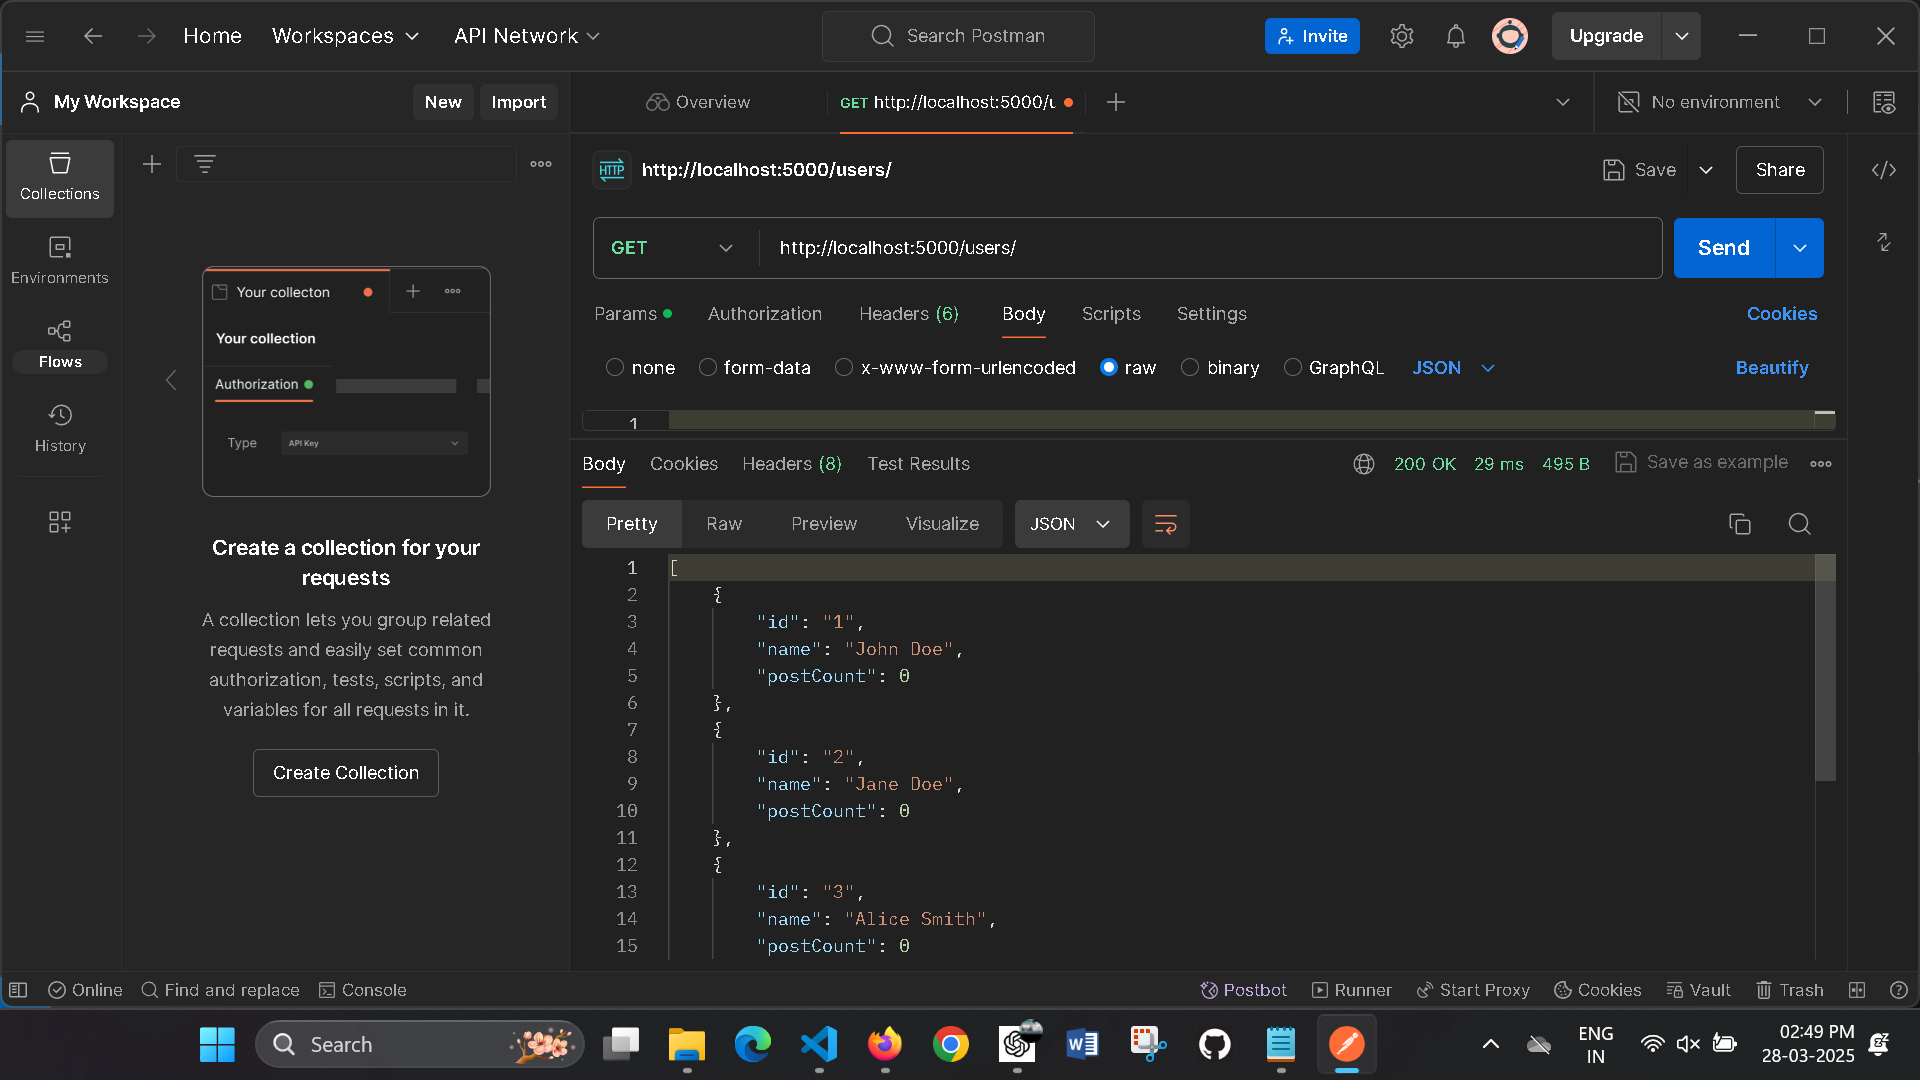 Home
Workspaces
API Network
Search Postman
Invite
Upgrade
My Workspace
New
Import
Overview
GET http://localhost:5000/u
No environment
Collections
Environments
Flows
History
Your collecton
Your collection
Authorization
Type
API Key
Create a collection for your
requests
A collection lets you group related
requests and easily set common
authorization, tests, scripts, and
variables for all requests in it.
Create Collection
HTTP
http://localhost:5000/users/
Save
Share
GET
http://localhost:5000/users/
Send
Params
Authorization
Headers (6)
Body
Scripts
Settings
Cookies
none
form-data
x-www-form-urlencoded
raw
binary
GraphQL
JSON
Beautify
1
Body
Cookies
Headers (8)
Test Results
200 OK
29 ms
495 B
Save as example
Pretty
Raw
Preview
Visualize
JSON
1 [
2 {
3 "id": "1",
4 "name": "John Doe",
5 "postCount": 0
6 },
7 {
8 "id": "2",
9 "name": "Jane Doe",
10 "postCount": 0
11 },
12 {
13 "id": "3",
14 "name": "Alice Smith",
15 "postCount": 0
Online
Find and replace
Console
Postbot
Runner
Start Proxy
Cookies
Vault
Trash
Search
ENG
IN
02:49 PM
28-03-2025